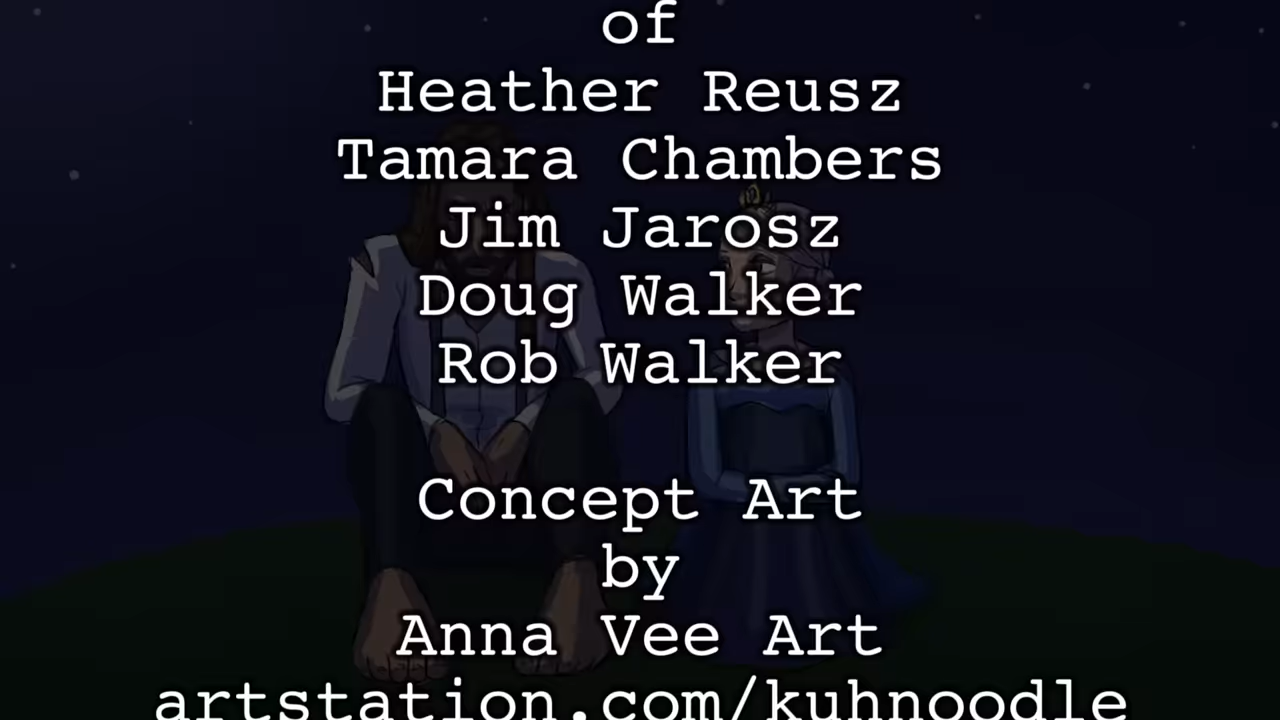 of
Heather Reusz
Tamara Chambers
Jim Jarosz
Doug Walker
Rob Walker
Concept Art
by
Anna Vee Art
artstation.com/kuhnoodle